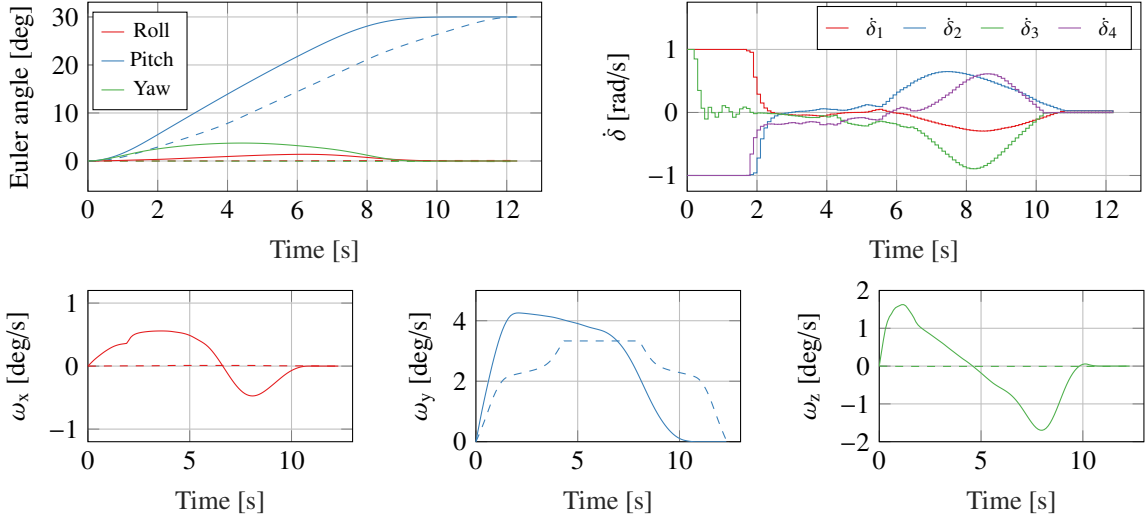 Euler angle [deg]
30
20
10
0
Roll
Pitch
Yaw
0 2 4 6 8 10 12
Time [s]
δ̇ [rad/s]
1
0
−1
δ̇1 δ̇2 δ̇3 δ̇4
0 2 4 6 8 10 12
Time [s]
ωx [deg/s]
1
0
−1
0 5 10
Time [s]
ωy [deg/s]
4
2
0
0 5 10
Time [s]
ωz [deg/s]
2
1
0
−1
−2
0 5 10
Time [s]